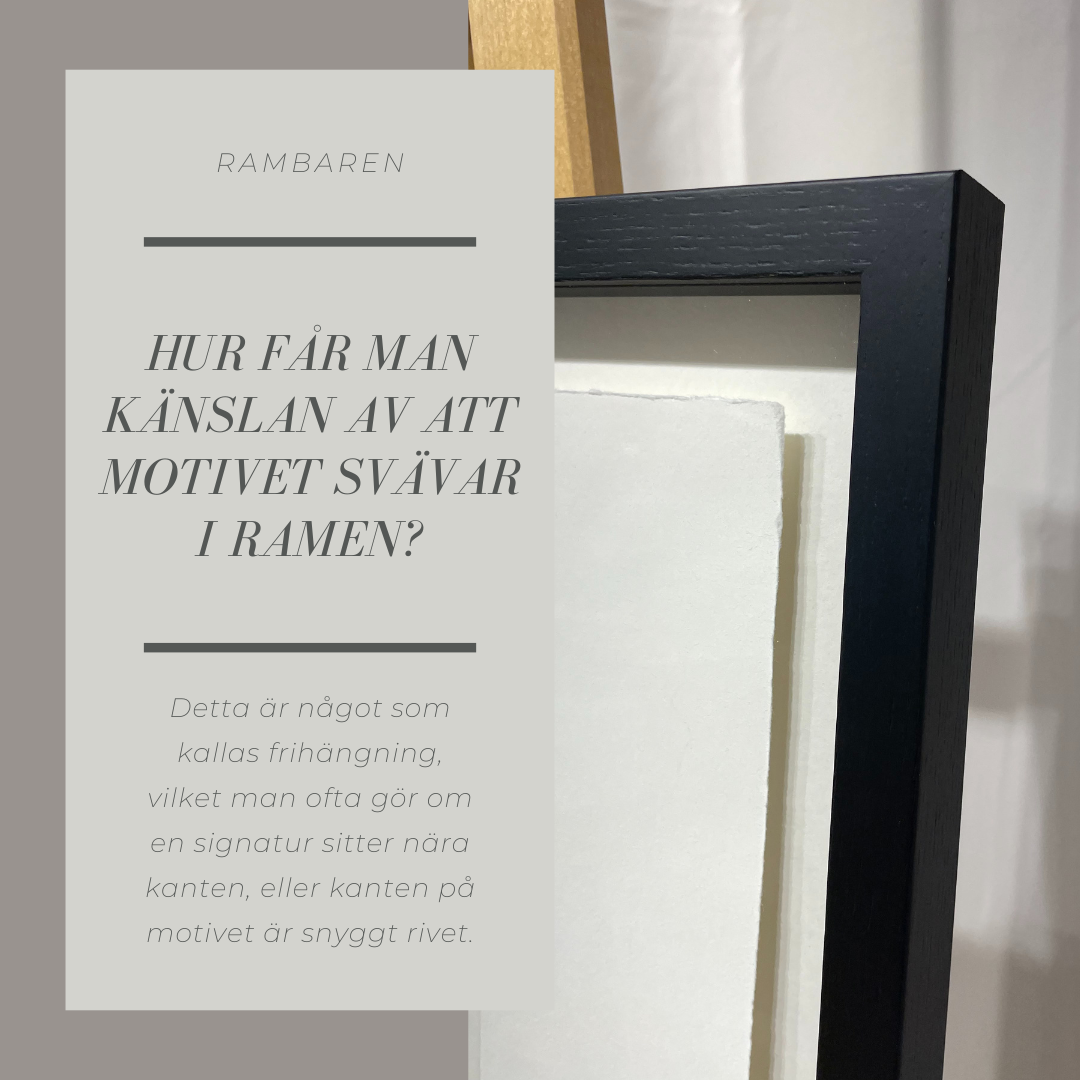 RAMBAREN
HUR FÅR MAN
KÄNSLAN AV ATT
MOTIVET SVÄVAR
I RAMEN?
Detta är något som
kallas frihängning,
vilket man ofta gör om
en signatur sitter nära
kanten, eller kanten på
motivet är snyggt rivet.